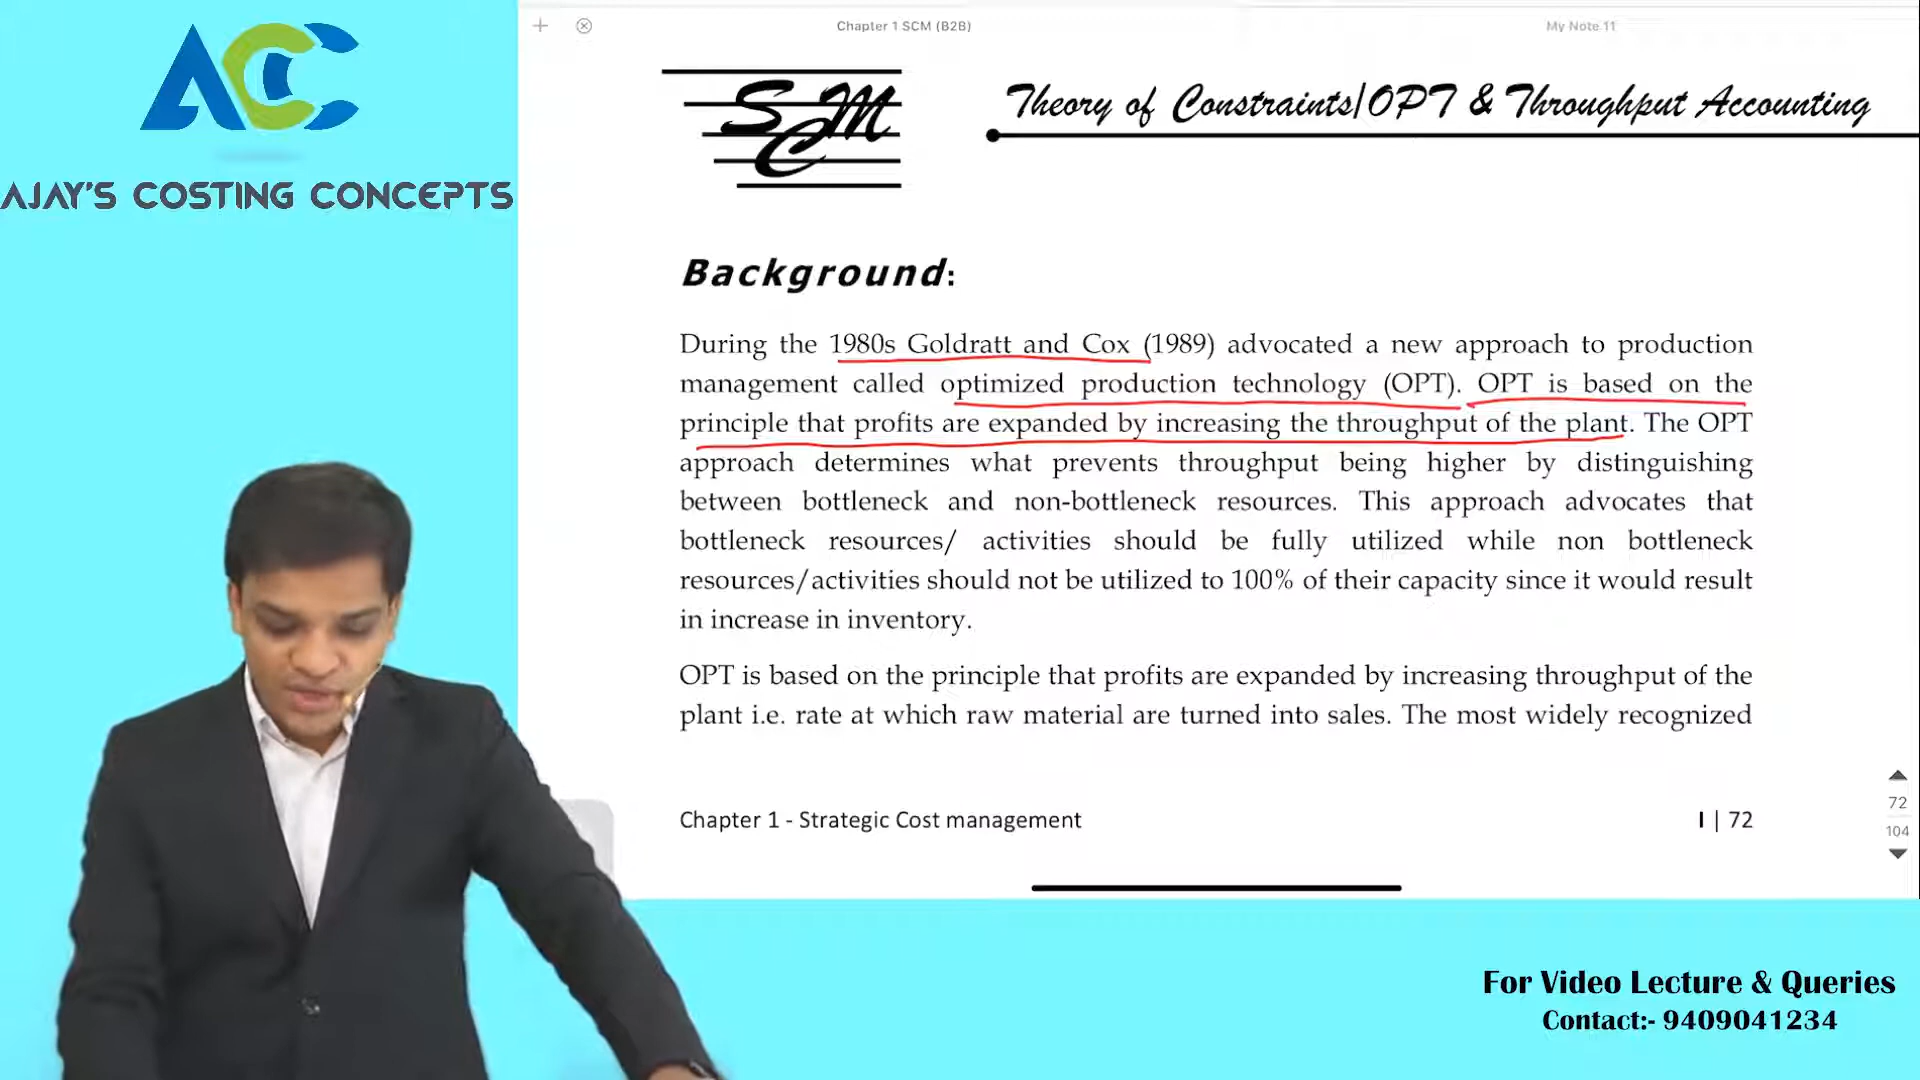 ACC
AJAY'S COSTING CONCEPTS
Chapter 1 SCM (B2B)
My Note 11
SCM
Theory of Constraints/OPT & Throughput Accounting
Background:
During the 1980s Goldratt and Cox (1989) advocated a new approach to production
management called optimized production technology (OPT). OPT is based on the
principle that profits are expanded by increasing the throughput of the plant. The OPT
approach determines what prevents throughput being higher by distinguishing
between bottleneck and non-bottleneck resources. This approach advocates that
bottleneck resources/ activities should be fully utilized while non bottleneck
resources/activities should not be utilized to 100% of their capacity since it would result
in increase in inventory.
OPT is based on the principle that profits are expanded by increasing throughput of the
plant i.e. rate at which raw material are turned into sales. The most widely recognized
Chapter 1 - Strategic Cost management
I | 72
72
104
For Video Lecture & Queries
Contact:- 9409041234